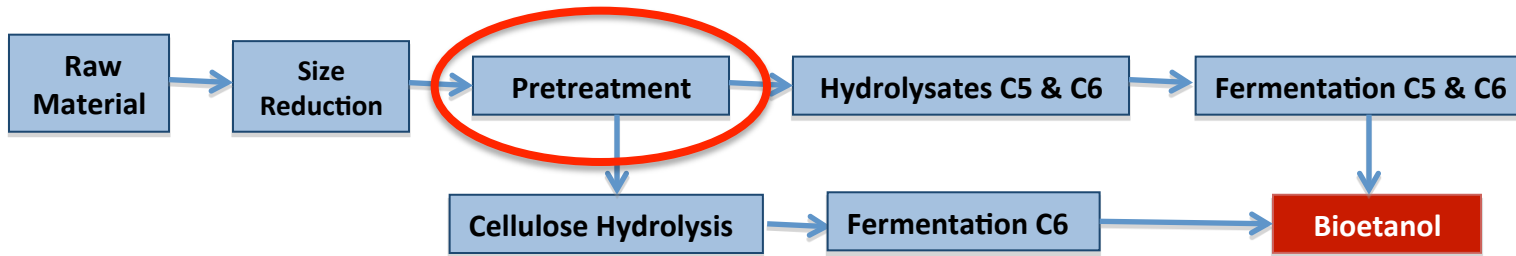 Raw
Material
Size
Reduction
Pretreatment
Hydrolysates C5 & C6
Fermentation C5 & C6
Cellulose Hydrolysis
Fermentation C6
Bioetanol